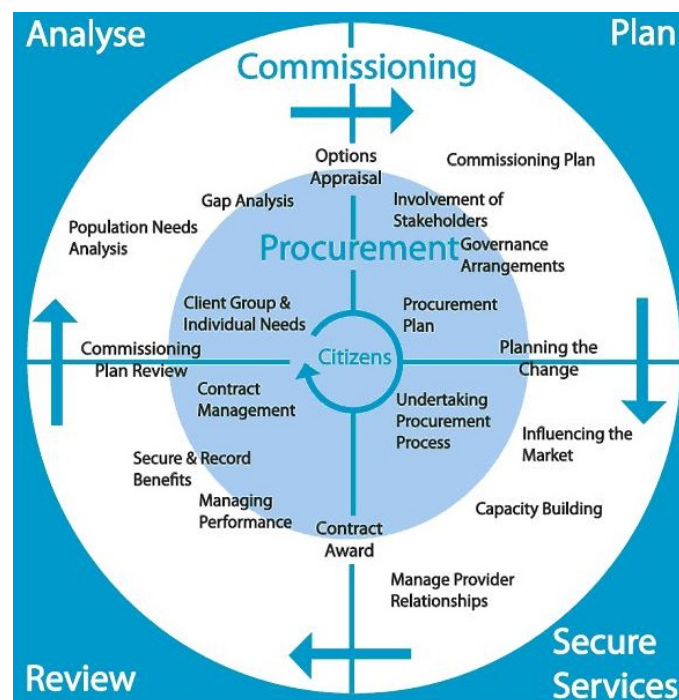 Analyse
Plan
Commissioning
Options
Appraisal
Commissioning Plan
Gap Analysis
Involvement of
Stakeholders
Population Needs
Analysis
Procurement
Governance
Arrangements
Client Group &
Individual Needs
Procurement
Plan
Citizens
Commissioning
Plan Review
Planning the
Change
Contract
Management
Undertaking
Procurement
Process
Influencing the
Market
Secure & Record
Benefits
Managing
Performance
Capacity Building
Contract
Award
Manage Provider
Relationships
Review
Secure
Services